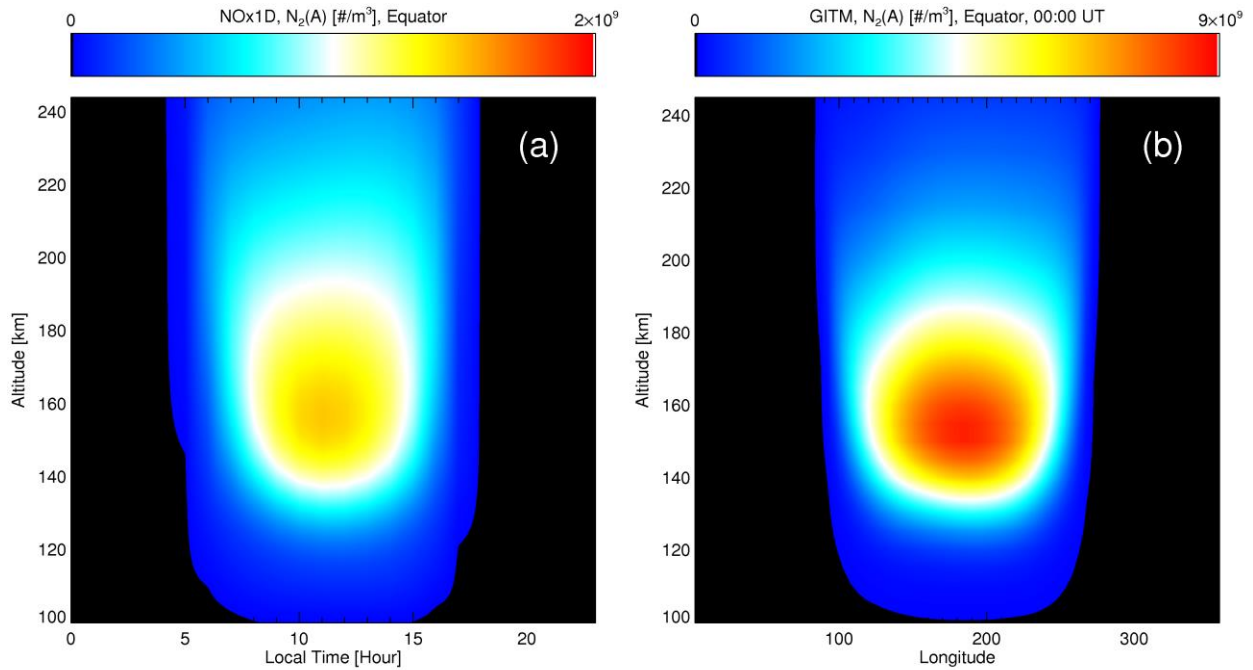 NOx1D, N₂(A) [#/m³], Equator
0 2×10⁹
(a)
240
220
200
180
160
140
120
100
Altitude [km]
0 5 10 15 20
Local Time [Hour]
GITM, N₂(A) [#/m³], Equator, 00:00 UT
0 9×10⁹
(b)
240
220
200
180
160
140
120
100
Altitude [km]
100 200 300
Longitude